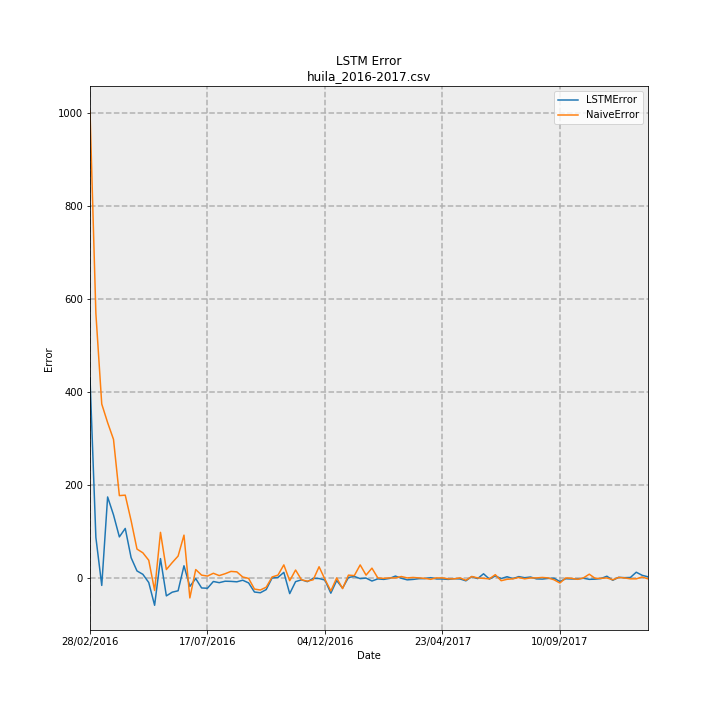 LSTM Error
huila_2016-2017.csv
LSTMError
NaiveError
1000
800
600
400
200
0
Error
28/02/2016
17/07/2016
04/12/2016
23/04/2017
10/09/2017
Date